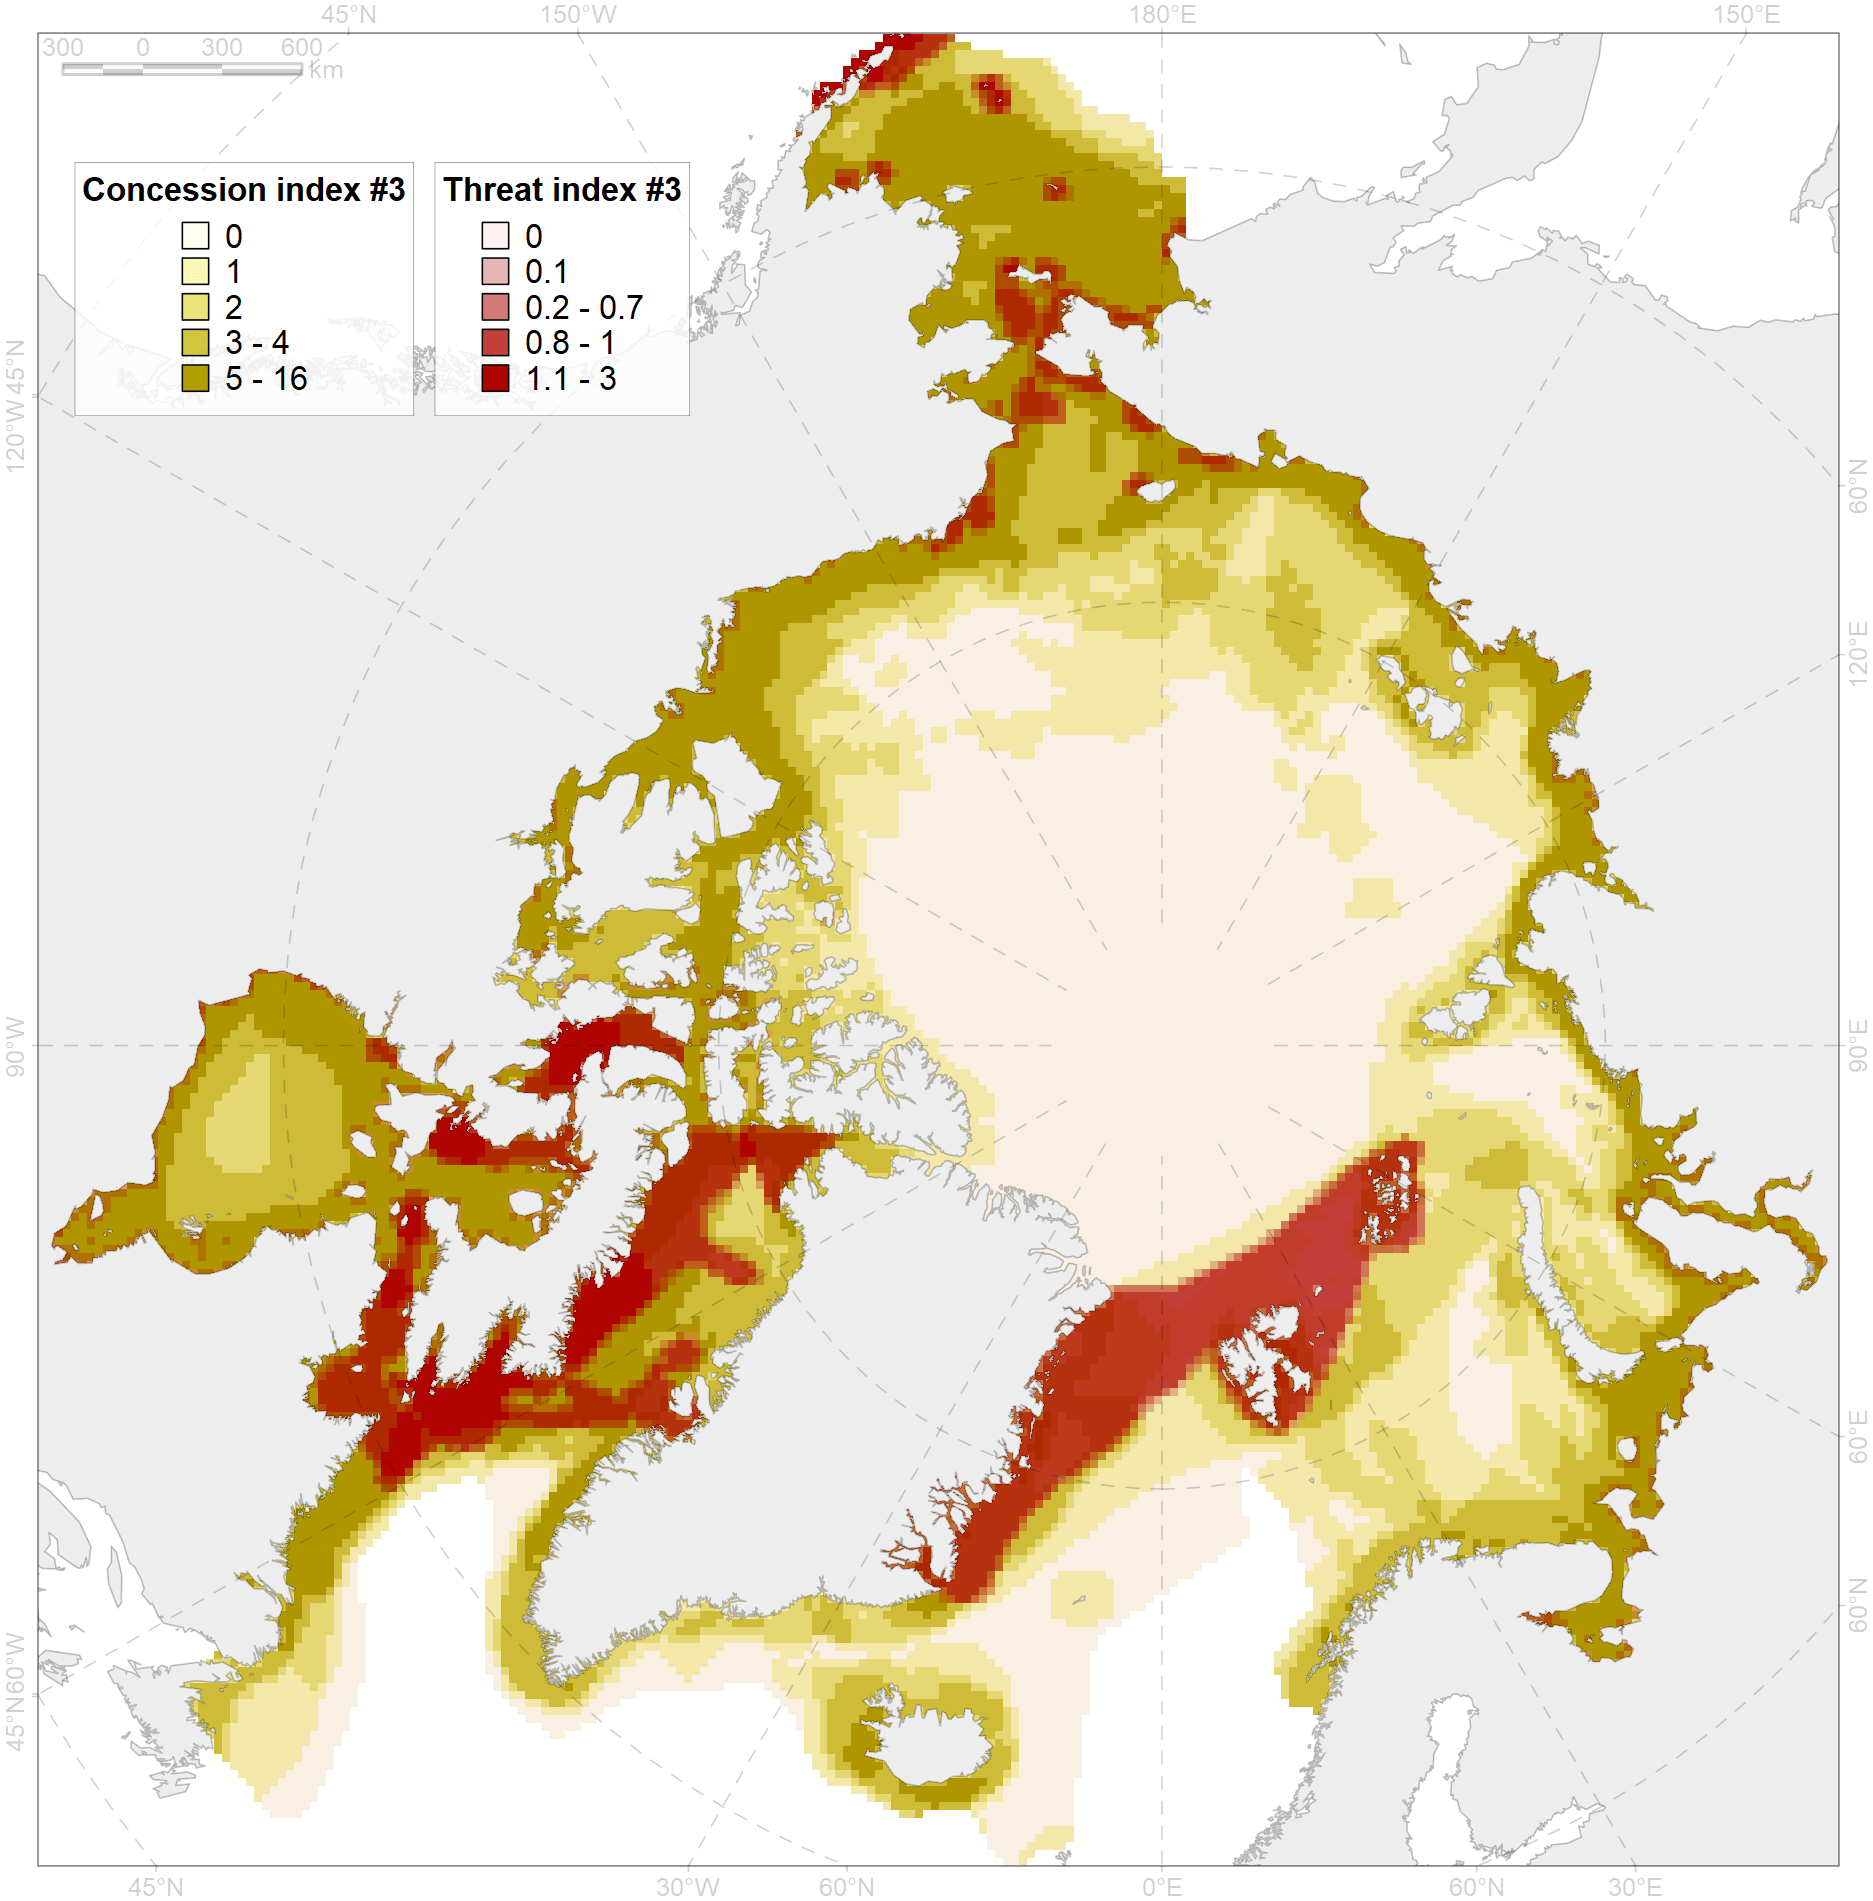 45°N 150°W 180°E 150°E
300 0 300 600
km
Concession index #3
0
1
2
3 - 4
5 - 16
Threat index #3
0
0.1
0.2 - 0.7
0.8 - 1
1.1 - 3
45°N
120°W
90°W
60°W
45°N
60°N
120°E
90°E
60°E
60°N
45°N 30°W 60°N 0°E 60°N 30°E